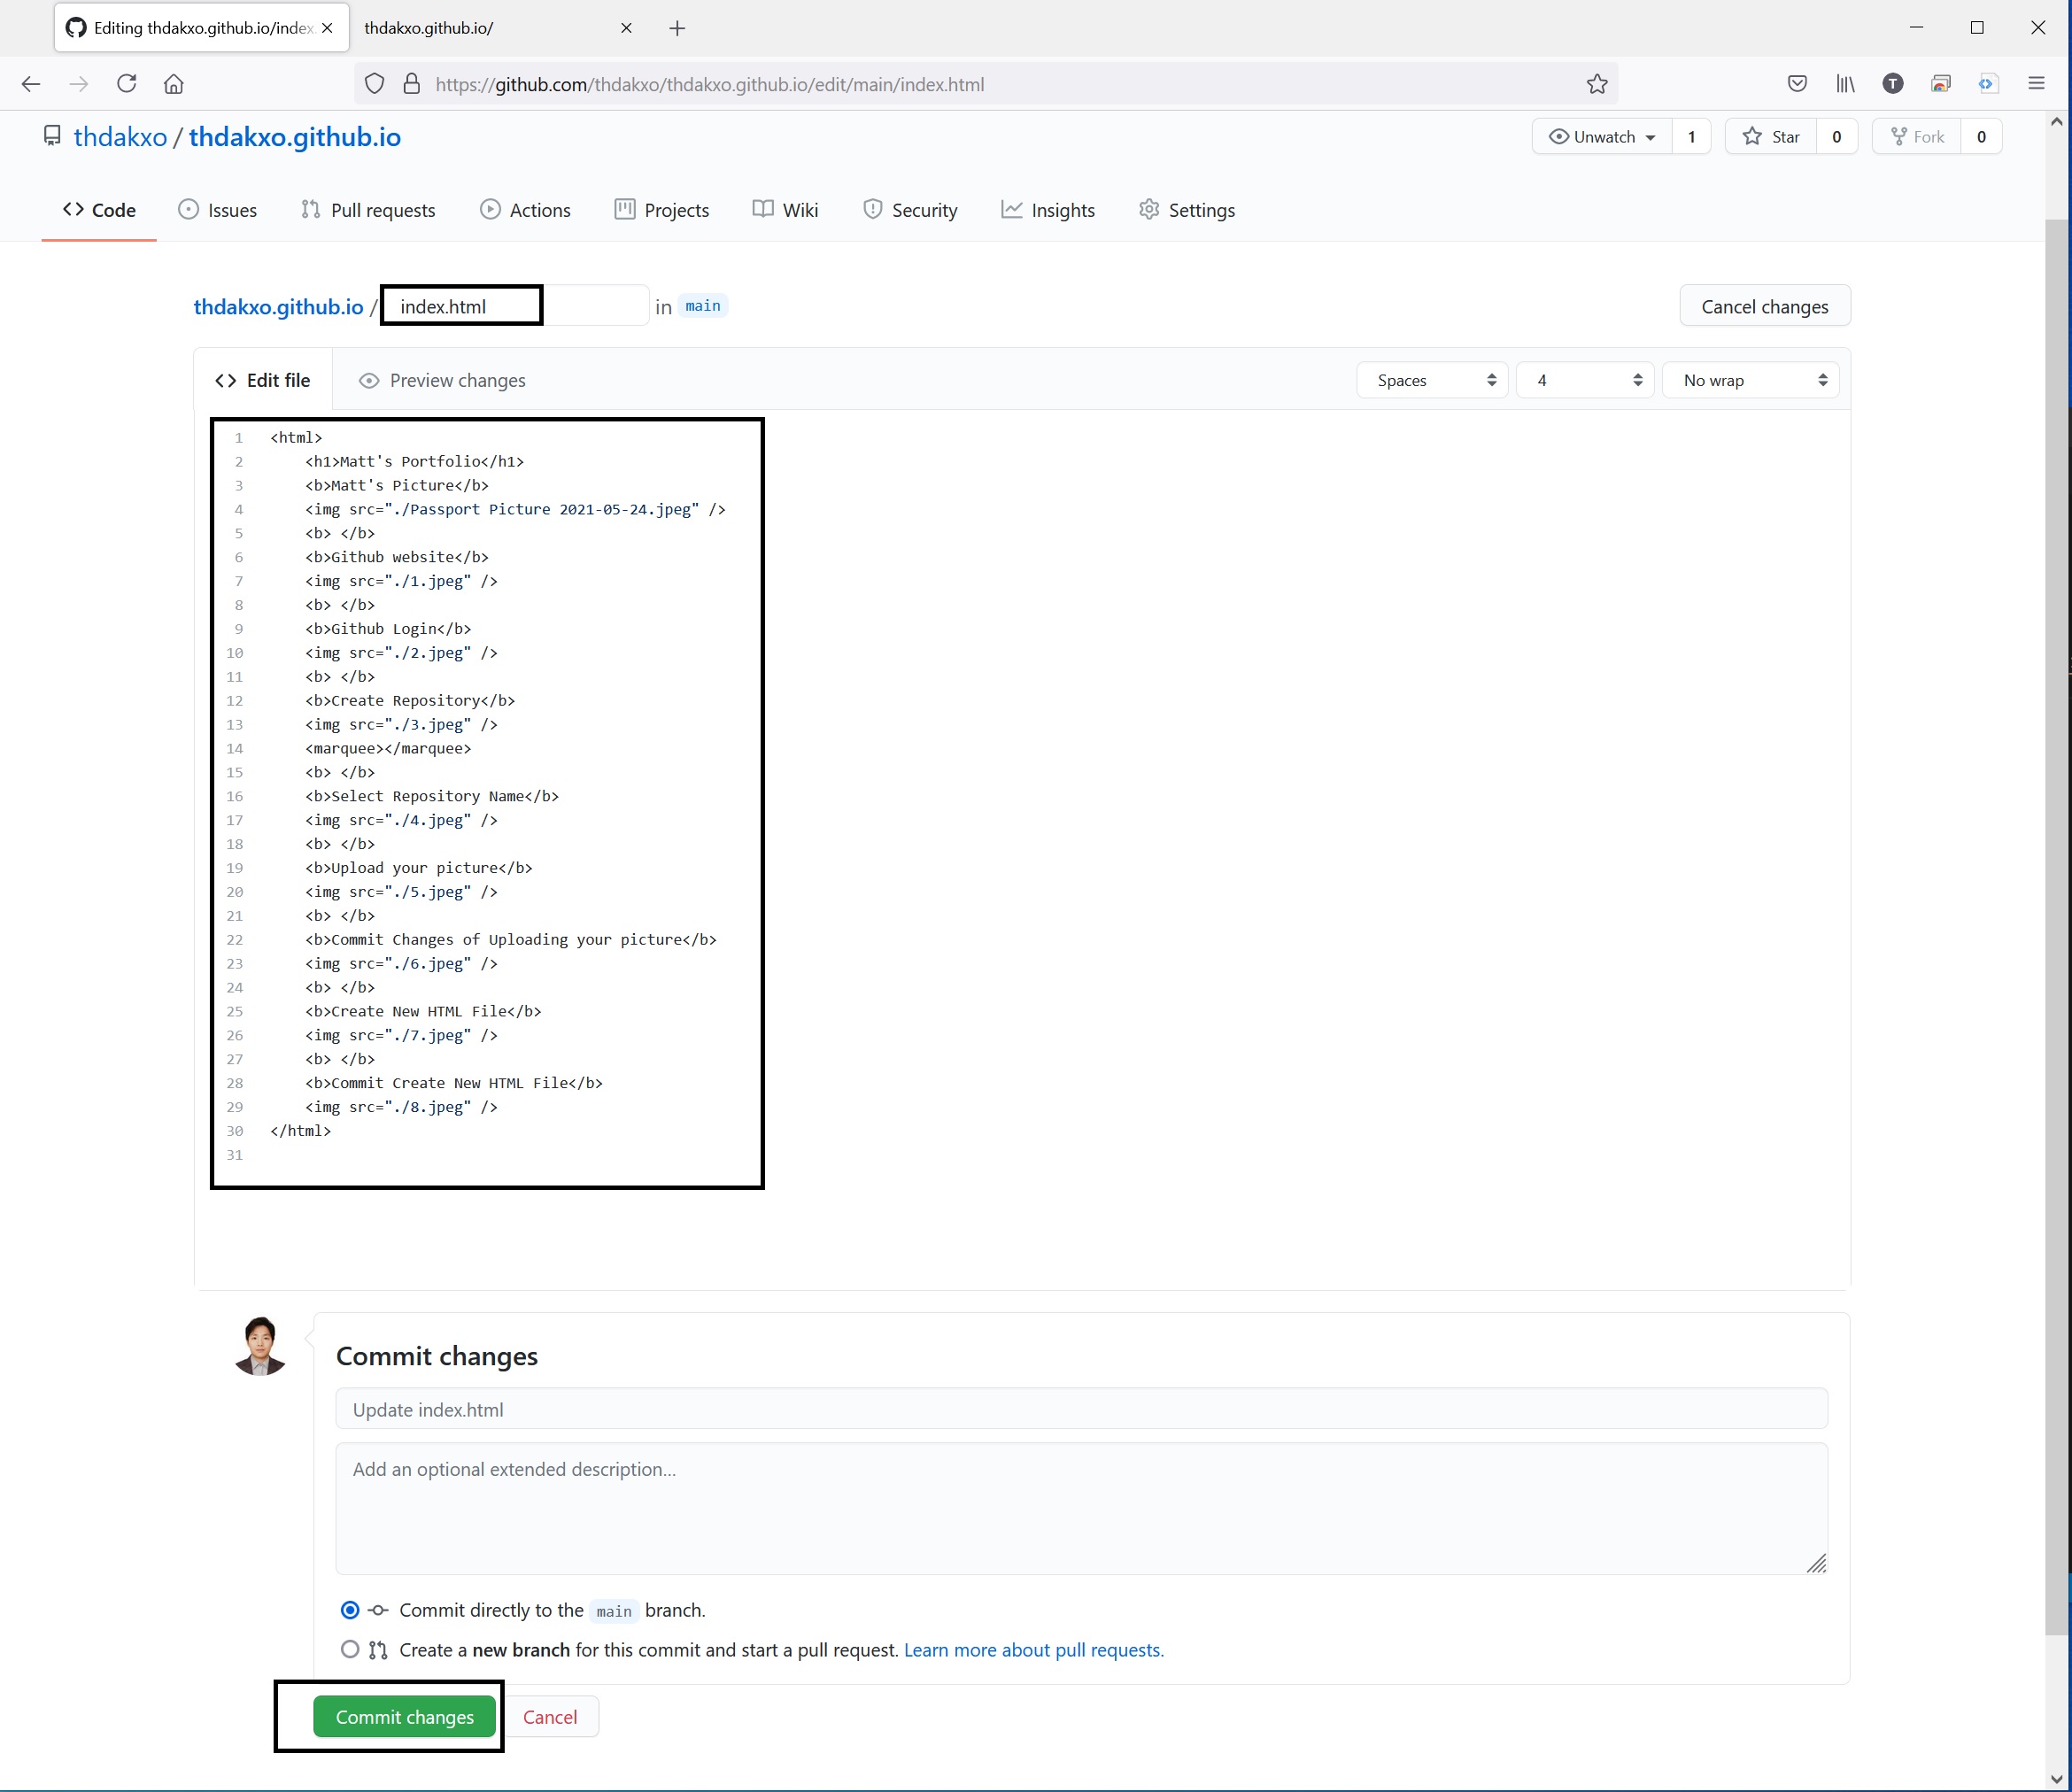 Editing thdakxo.github.io/index.
thdakxo.github.io/
https://github.com/thdakxo/thdakxo.github.io/edit/main/index.html
T
thdakxo / thdakxo.github.io
Unwatch 1 Star 0 Fork 0
Code Issues Pull requests Actions Projects Wiki Security Insights Settings
thdakxo.github.io / index.html in main Cancel changes
Edit file Preview changes Spaces 4 No wrap
1 <html>
2 <h1>Matt's Portfolio</h1>
3 <b>Matt's Picture</b>
4 <img src="./Passport Picture 2021-05-24.jpeg" />
5 <b> </b>
6 <b>Github website</b>
7 <img src="./1.jpeg" />
8 <b> </b>
9 <b>Github Login</b>
10 <img src="./2.jpeg" />
11 <b> </b>
12 <b>Create Repository</b>
13 <img src="./3.jpeg" />
14 <marquee></marquee>
15 <b> </b>
16 <b>Select Repository Name</b>
17 <img src="./4.jpeg" />
18 <b> </b>
19 <b>Upload your picture</b>
20 <img src="./5.jpeg" />
21 <b> </b>
22 <b>Commit Changes of Uploading your picture</b>
23 <img src="./6.jpeg" />
24 <b> </b>
25 <b>Create New HTML File</b>
26 <img src="./7.jpeg" />
27 <b> </b>
28 <b>Commit Create New HTML File</b>
29 <img src="./8.jpeg" />
30 </html>
31
Commit changes
Update index.html
Add an optional extended description...
Commit directly to the main branch.
Create a new branch for this commit and start a pull request. Learn more about pull requests.
Commit changes Cancel